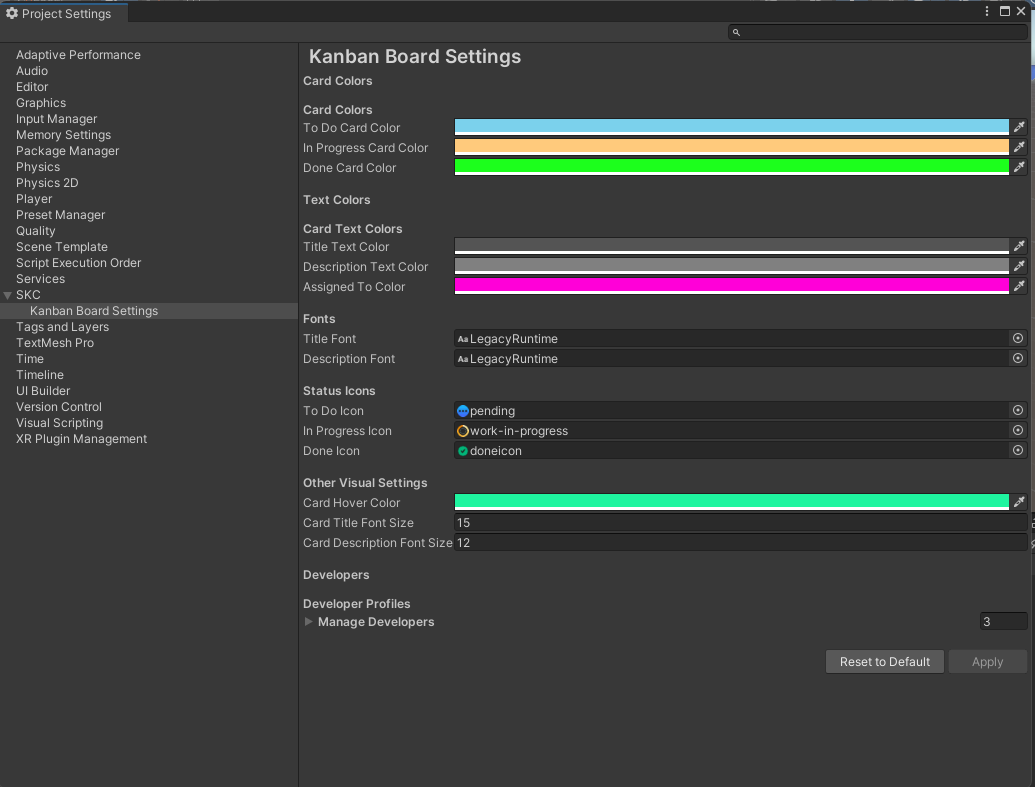 Project Settings
Adaptive Performance
Audio
Editor
Graphics
Input Manager
Memory Settings
Package Manager
Physics
Physics 2D
Player
Preset Manager
Quality
Scene Template
Script Execution Order
Services
SKC
Kanban Board Settings
Tags and Layers
TextMesh Pro
Time
Timeline
UI Builder
Version Control
Visual Scripting
XR Plugin Management
Kanban Board Settings
Card Colors
Card Colors
To Do Card Color
In Progress Card Color
Done Card Color
Text Colors
Card Text Colors
Title Text Color
Description Text Color
Assigned To Color
Fonts
Title Font Aa LegacyRuntime
Description Font Aa LegacyRuntime
Status Icons
To Do Icon pending
In Progress Icon work-in-progress
Done Icon doneicon
Other Visual Settings
Card Hover Color
Card Title Font Size 15
Card Description Font Size 12
Developers
Developer Profiles
Manage Developers 3
Reset to Default Apply